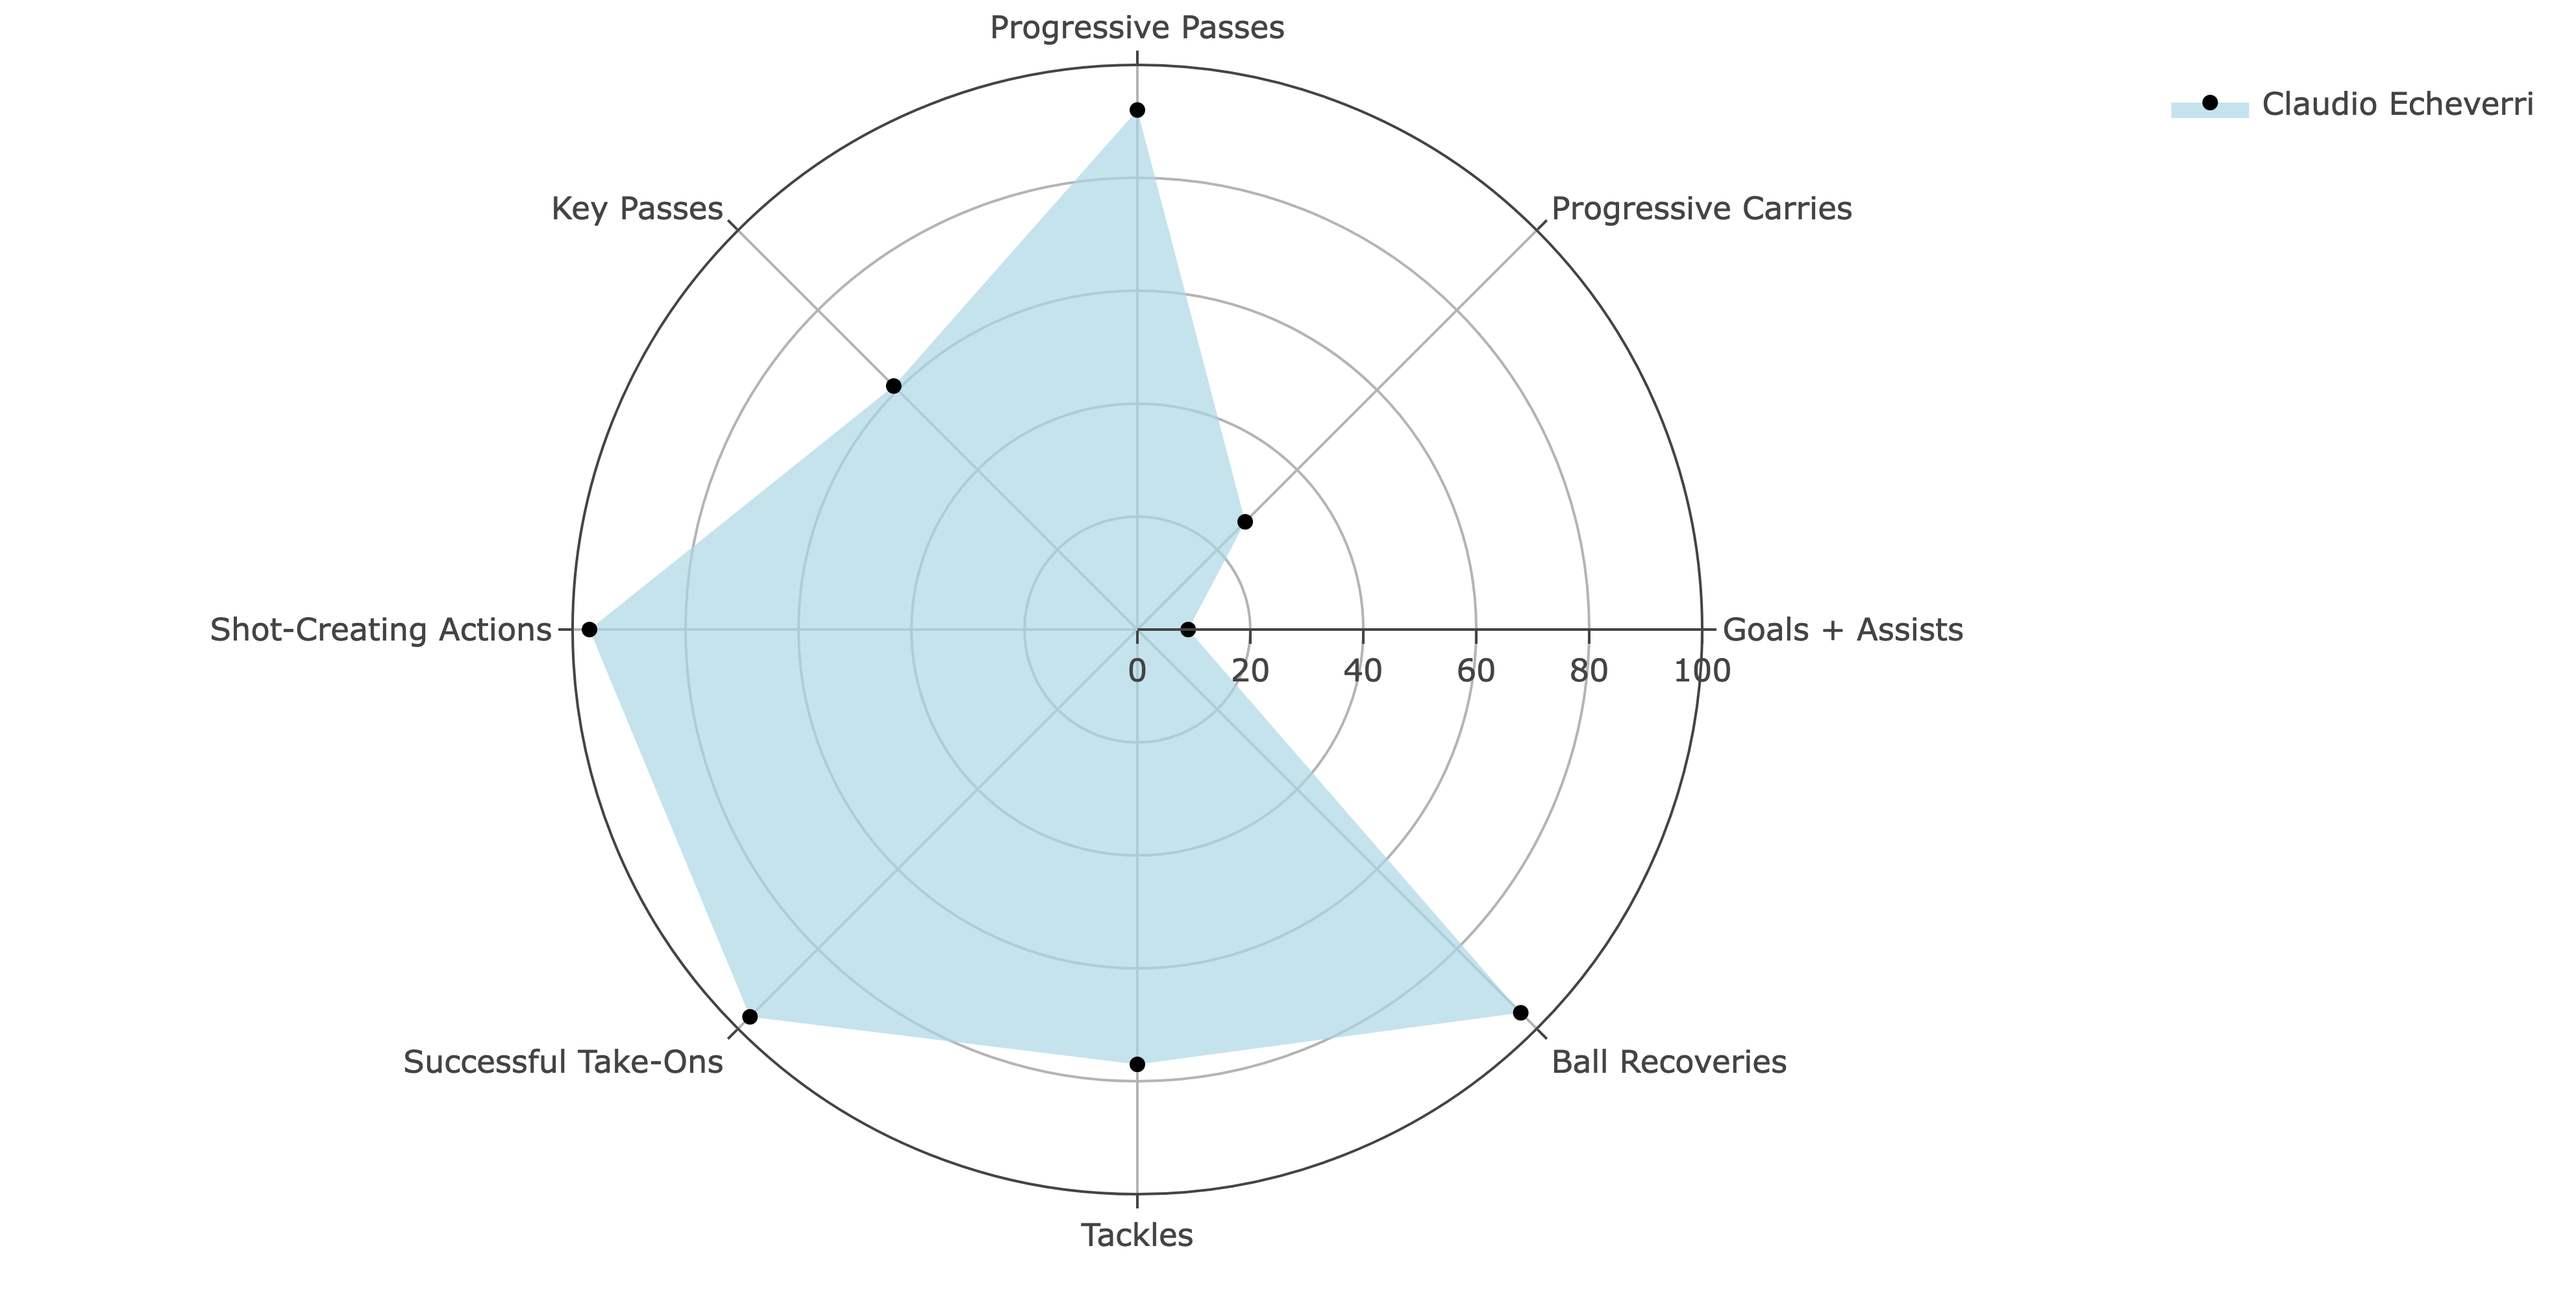 Progressive Passes
Claudio Echeverri
Key Passes
Progressive Carries
Shot-Creating Actions
Goals + Assists
0 20 40 60 80 100
Successful Take-Ons
Ball Recoveries
Tackles